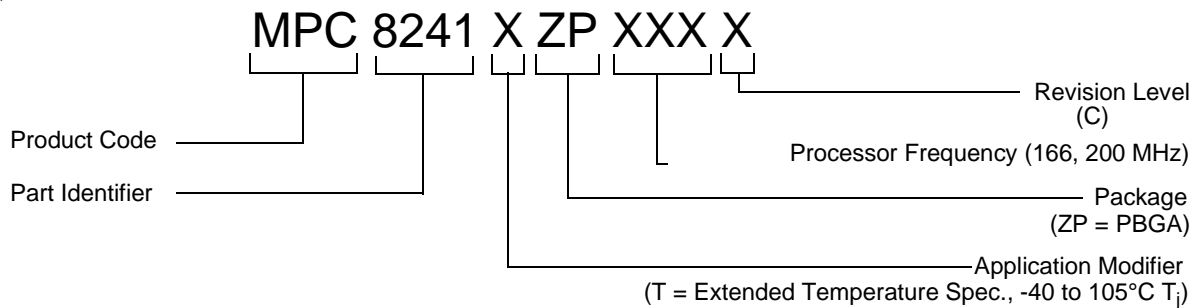 MPC 8241 X ZP XXX X
Revision Level
(C)
Product Code
Processor Frequency (166, 200 MHz)
Part Identifier
Package
(ZP = PBGA)
Application Modifier
(T = Extended Temperature Spec., -40 to 105°C Tj)